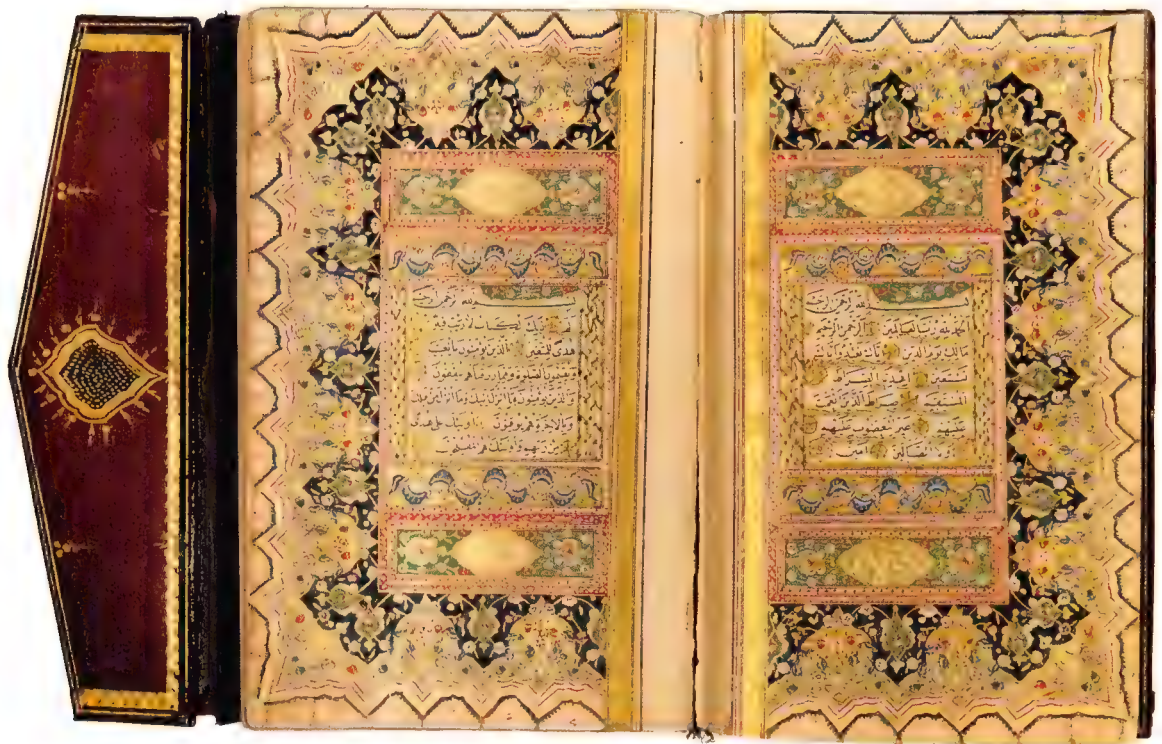 بسم الله الرحمن الرحيم
الحمد لله رب العالمين الرحمن الرحيم
مالك يوم الدين اياك نعبد واياك
نستعين اهدنا الصراط
المستقيم صراط الذين انعمت
عليهم غير المغضوب عليهم
ولا الضالين امين
بسم الله الرحمن الرحيم
الم ذلك الكتاب لا ريب فيه
هدى للمتقين الذين يؤمنون بالغيب
ويقيمون الصلوة ومما رزقناهم ينفقون
والذين يؤمنون بما انزل اليك وما انزل من قبلك
وبالاخرة هم يوقنون اولئك على هدى
من ربهم واولئك هم المفلحون